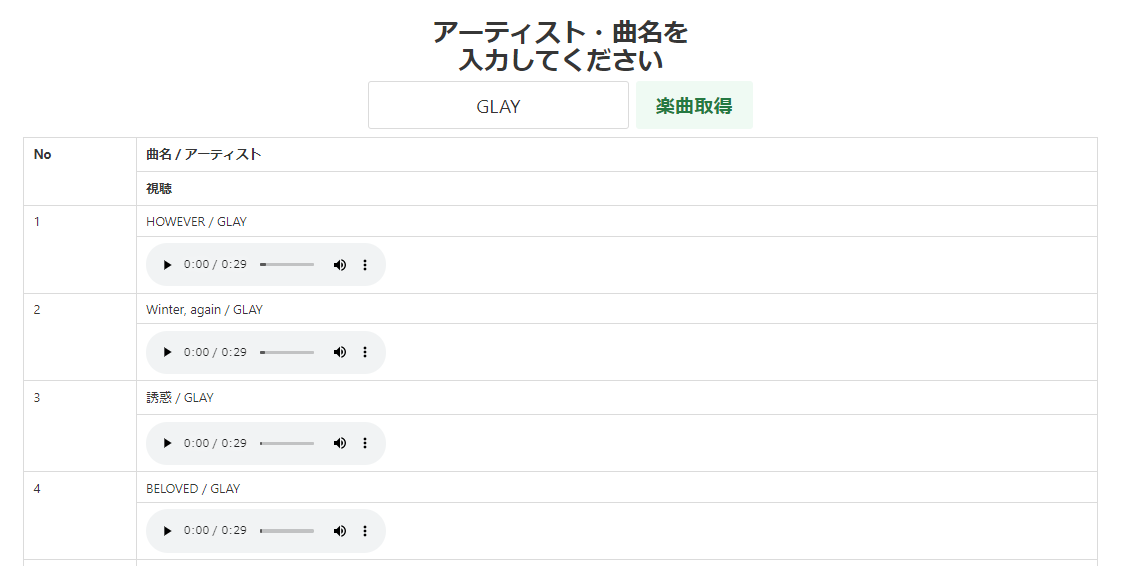 アーティスト・曲名を
入力してください
GLAY 楽曲取得
No 曲名 / アーティスト
視聴
1 HOWEVER / GLAY
0:00 / 0:29
2 Winter, again / GLAY
0:00 / 0:29
3 誘惑 / GLAY
0:00 / 0:29
4 BELOVED / GLAY
0:00 / 0:29